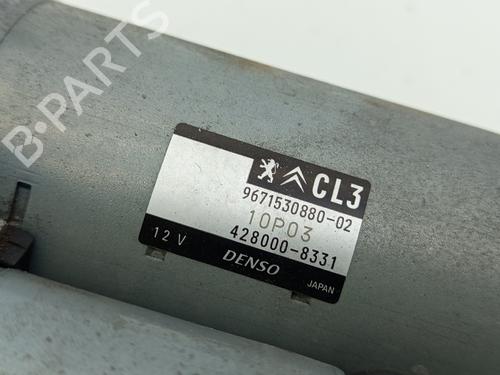 B-PARTS
CL3
9671530880-02
10P03
428000-8331
12 V
DENSO
JAPAN